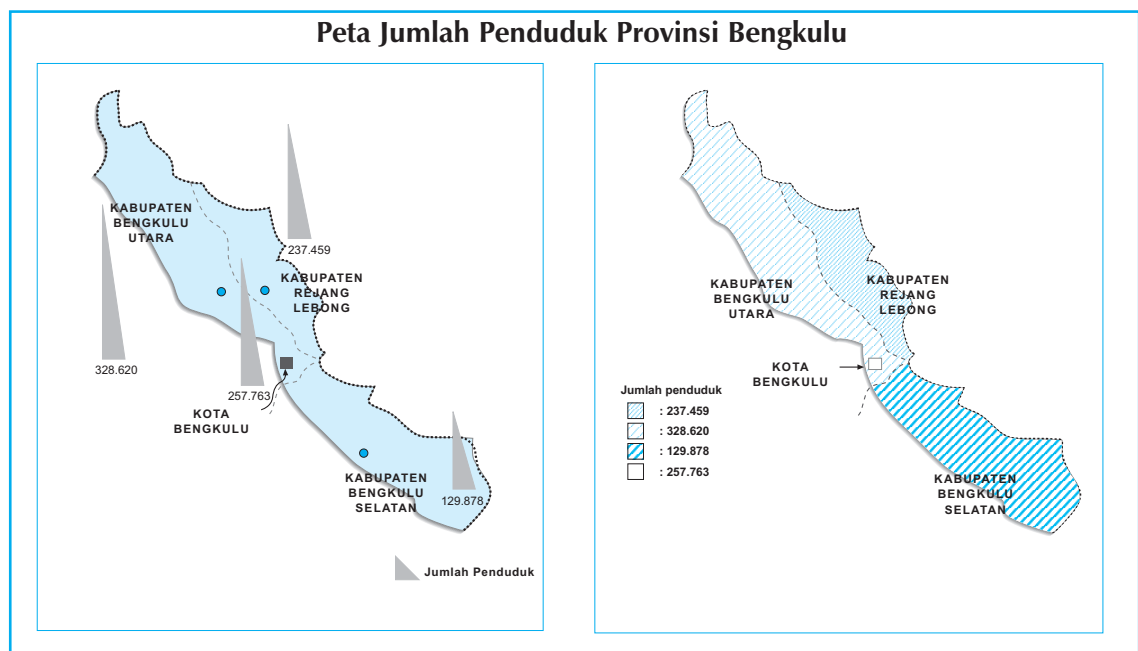 Peta Jumlah Penduduk Provinsi Bengkulu
KABUPATEN
BENGKULU
UTARA
237.459
KABUPATEN
REJANG
LEBONG
328.620
257.763
KOTA
BENGKULU
KABUPATEN
BENGKULU
SELATAN
129.878
Jumlah Penduduk
KABUPATEN
BENGKULU
UTARA
KABUPATEN
REJANG
LEBONG
KOTA
BENGKULU
Jumlah penduduk
: 237.459
: 328.620
: 129.878
: 257.763
KABUPATEN
BENGKULU
SELATAN